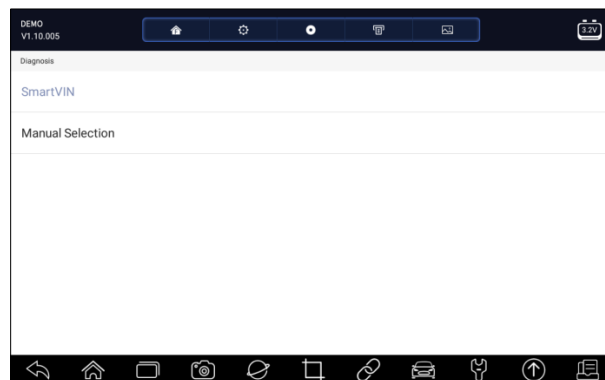 DEMO
V1.10.005
3.2V
Diagnosis
SmartVIN
Manual Selection